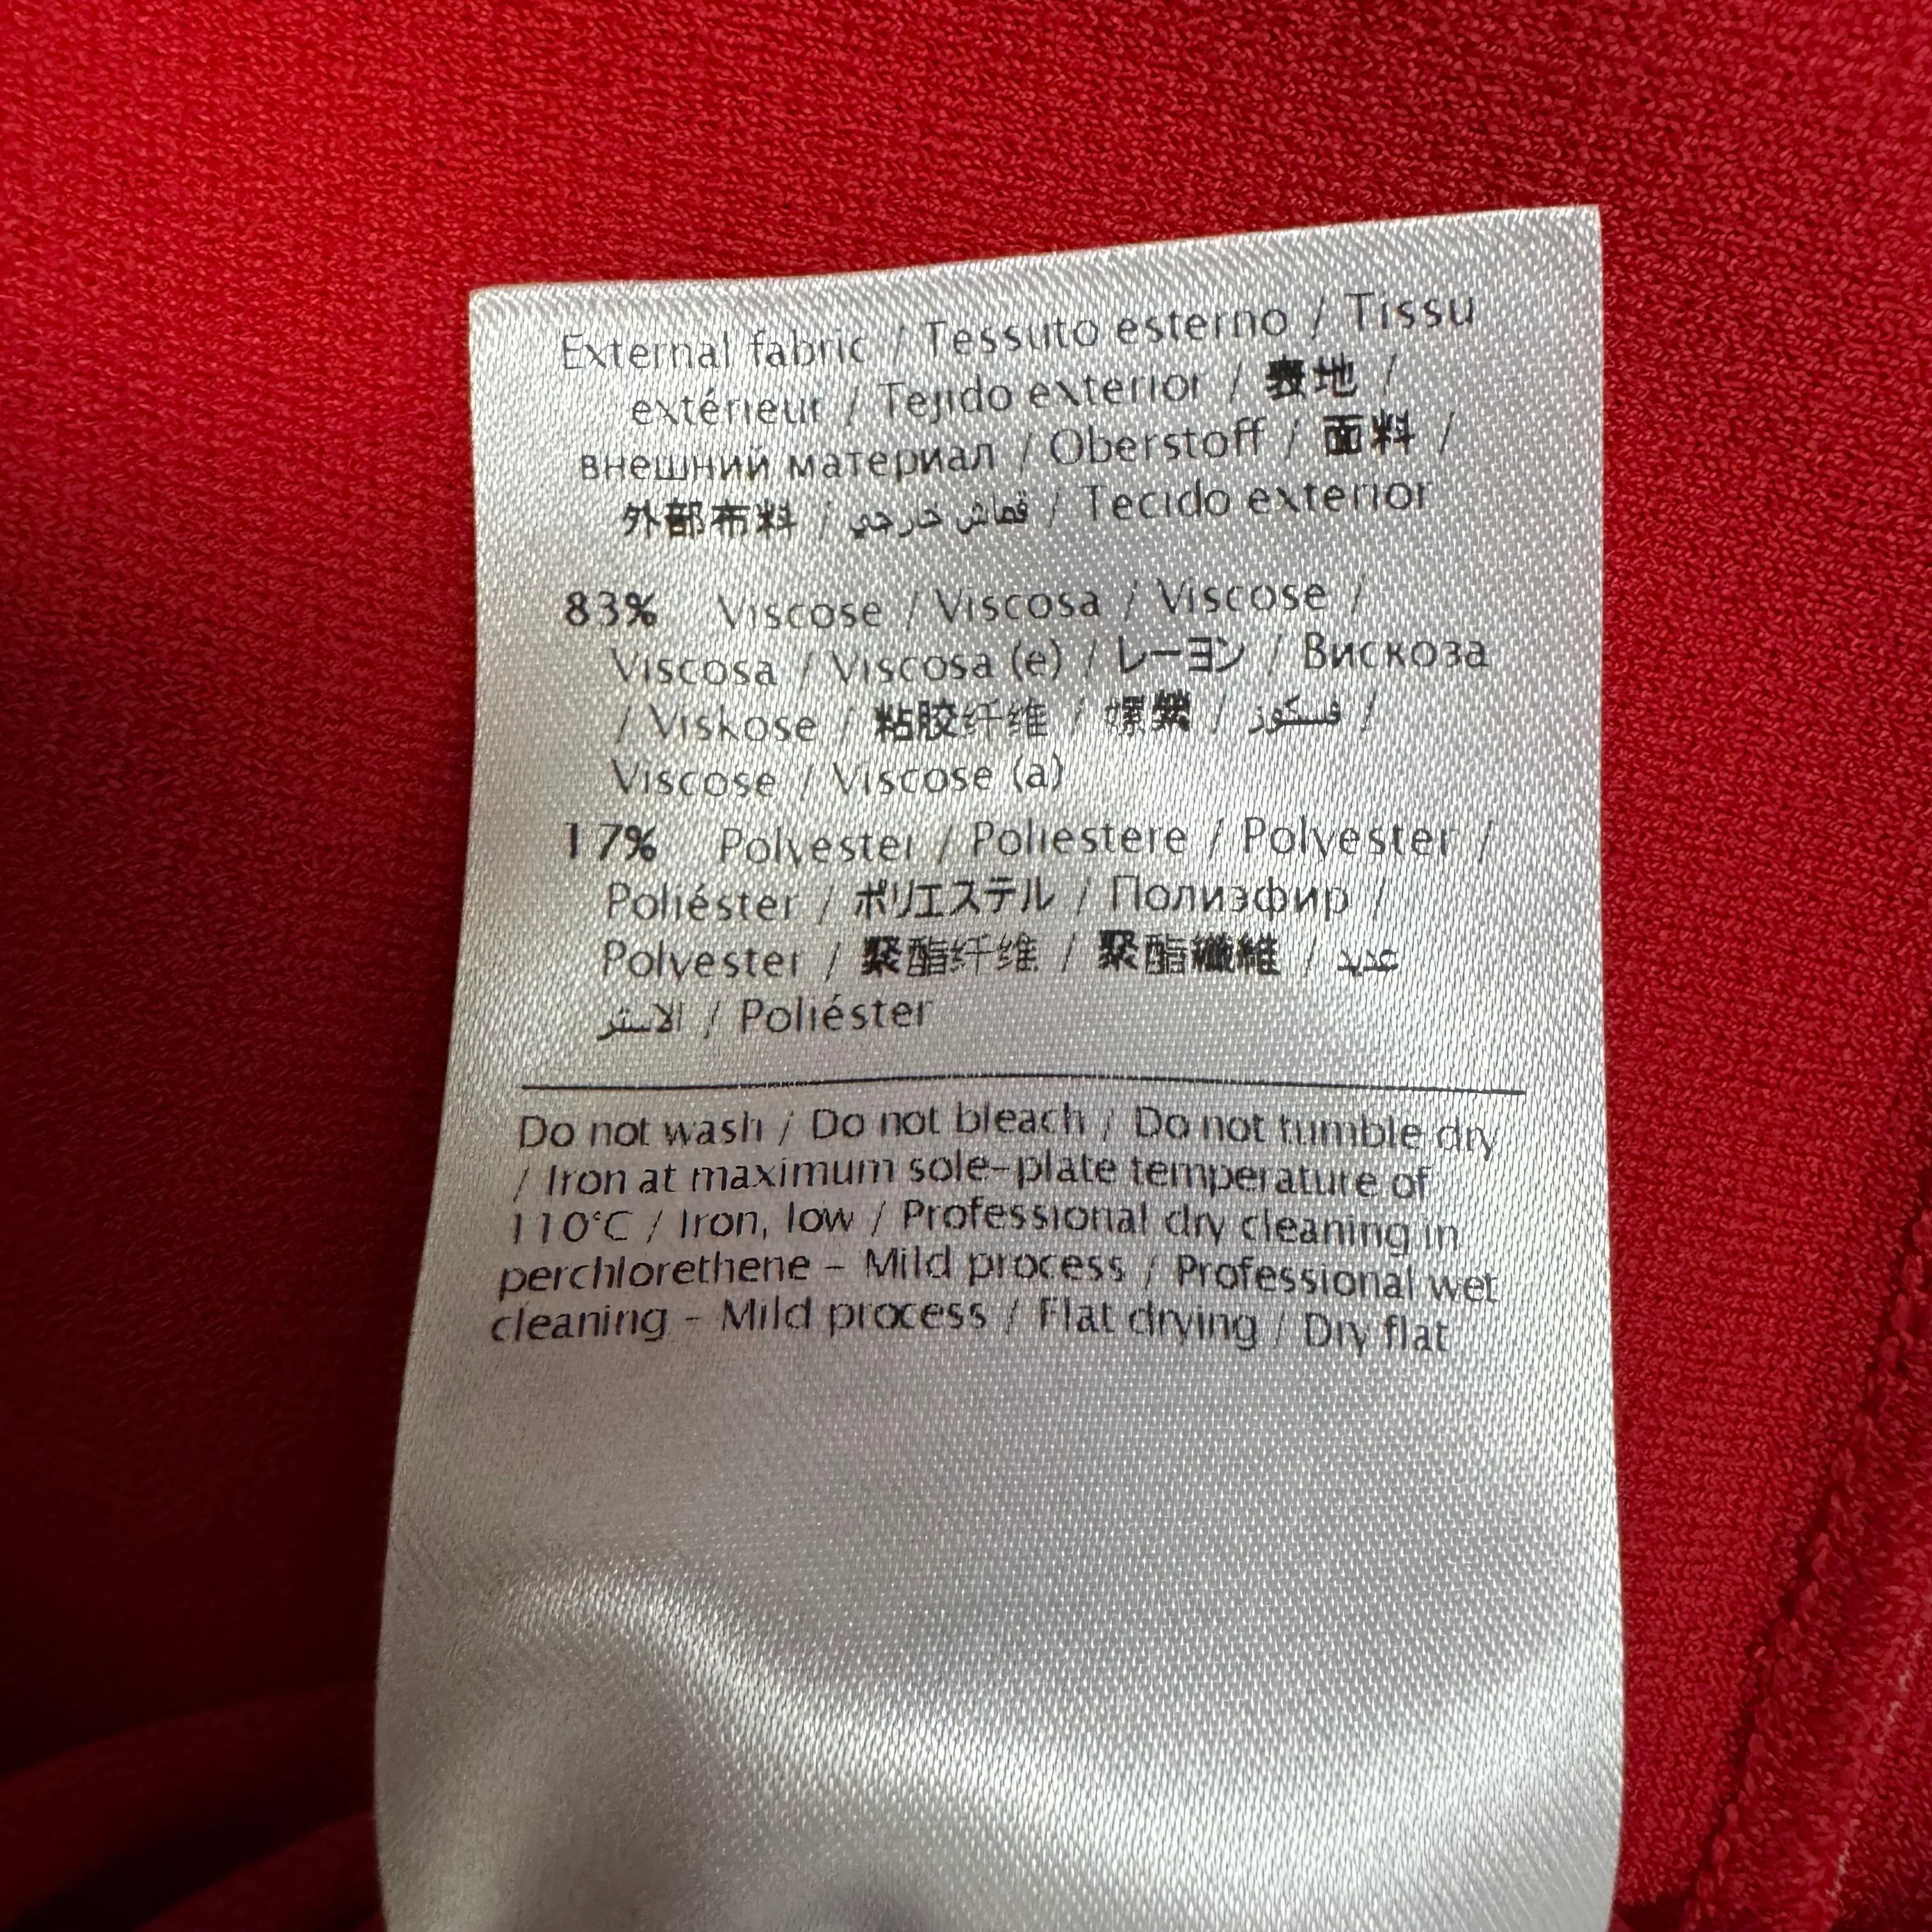 External fabric / Tessuto esterno / Tissu
extérieur / Tejido exterior / 表地 /
внешний материал / Oberstoff / 面料 /
外部布料 / قماش خارجي / Tecido exterior
83% Viscose / Viscosa / Viscose /
Viscosa / Viscosa (e) / レーヨン / Вискоза
/ Viskose / 粘胶纤维 / 嫘縈 / فسكوز /
Viscose / Viscose (a)
17% Polyester / Poliestere / Polyester /
Poliéster / ポリエステル / Полиэфир /
Polyester / 聚酯纤维 / 聚酯纖維 / عديد
الاستر / Poliéster
Do not wash / Do not bleach / Do not tumble dry
/ Iron at maximum sole-plate temperature of
110°C / Iron, low / Professional dry cleaning in
perchlorethene - Mild process / Professional wet
cleaning - Mild process / Flat drying / Dry flat